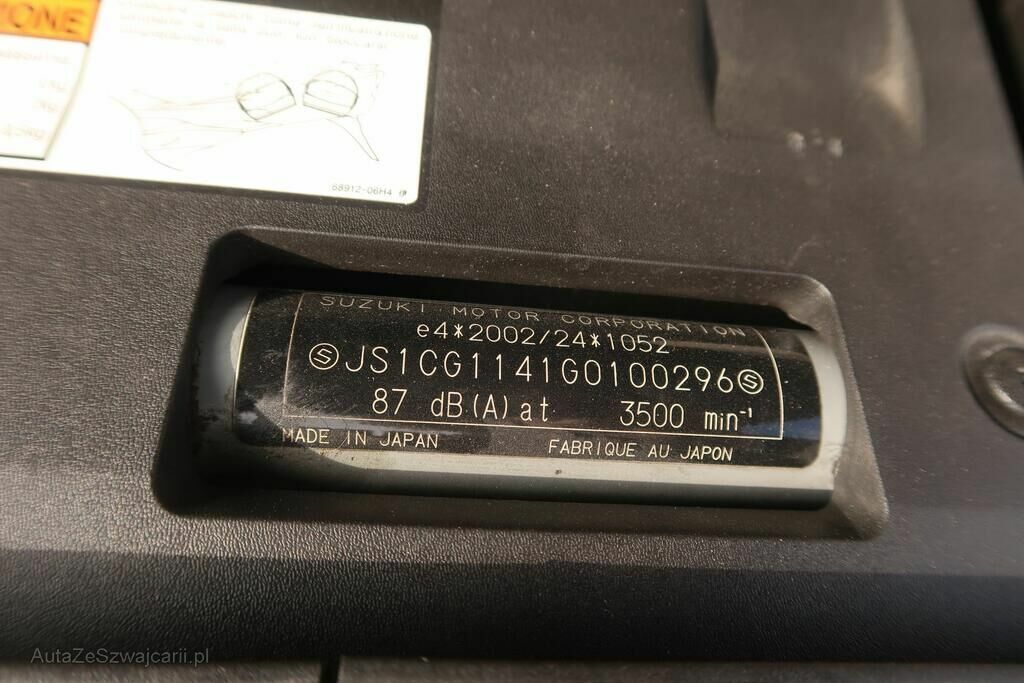 ZIONE
68912-06H4
SUZUKI MOTOR CORPORATION
e4*2002/24*1052
JS1CG1141G0100296
87 dB(A) at 3500 min-¹
MADE IN JAPAN FABRIQUE AU JAPON
AutaZeSzwajcarii.pl